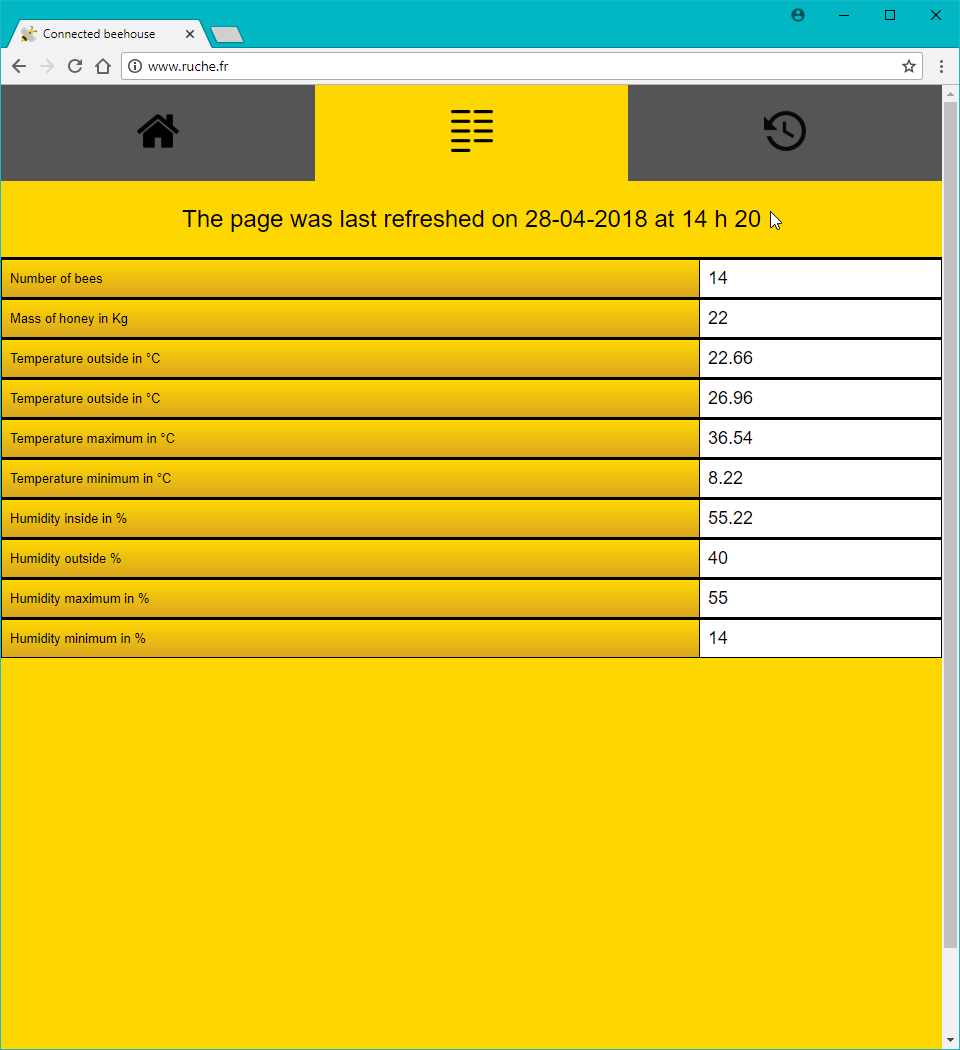 Connected beehouse
www.ruche.fr
The page was last refreshed on 28-04-2018 at 14 h 20
Number of bees 14
Mass of honey in Kg 22
Temperature outside in °C 22.66
Temperature outside in °C 26.96
Temperature maximum in °C 36.54
Temperature minimum in °C 8.22
Humidity inside in % 55.22
Humidity outside % 40
Humidity maximum in % 55
Humidity minimum in % 14